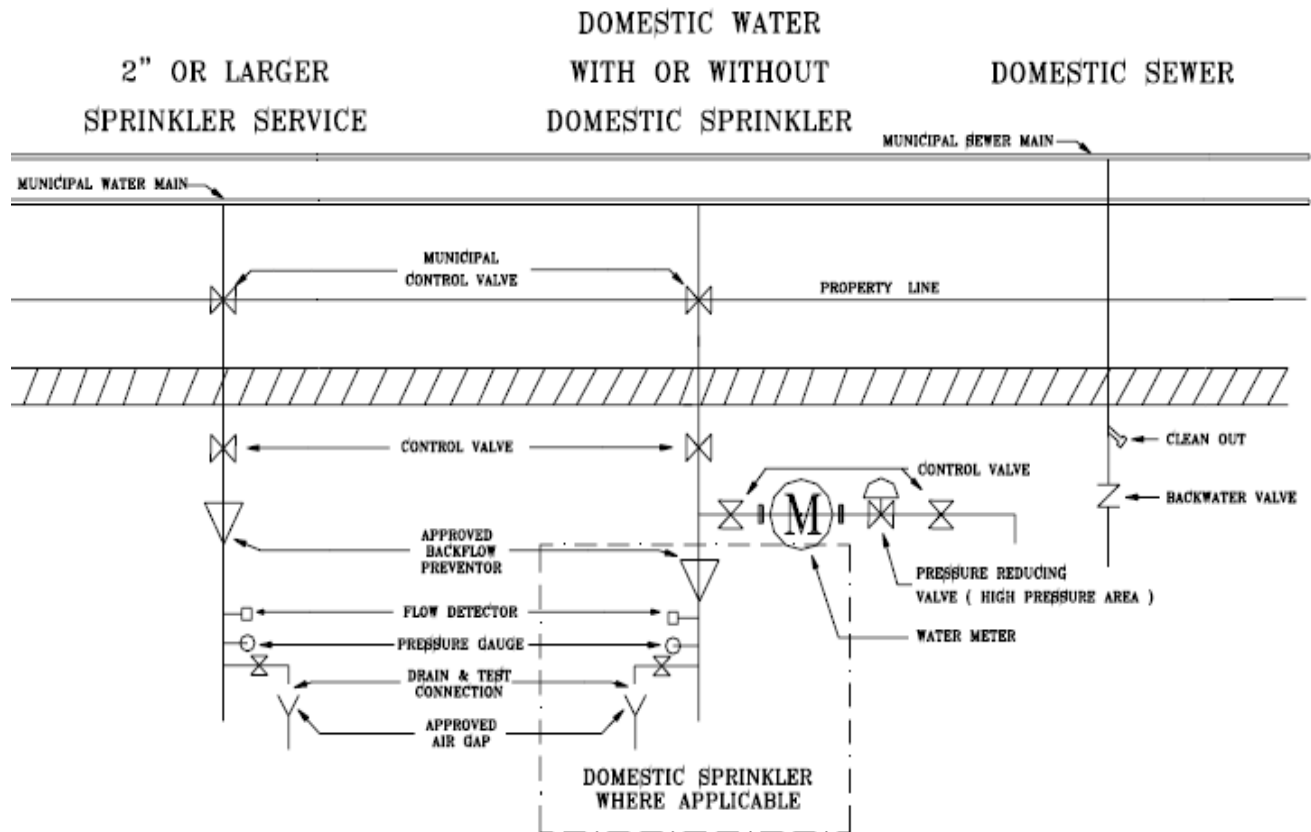 2" OR LARGER
SPRINKLER SERVICE
DOMESTIC WATER
WITH OR WITHOUT
DOMESTIC SPRINKLER
DOMESTIC SEWER
MUNICIPAL SEWER MAIN
MUNICIPAL WATER MAIN
MUNICIPAL
CONTROL VALVE
PROPERTY LINE
CONTROL VALVE
CONTROL VALVE
CLEAN OUT
BACKWATER VALVE
M
APPROVED
BACKFLOW
PREVENTOR
PRESSURE REDUCING
VALVE ( HIGH PRESSURE AREA )
FLOW DETECTOR
WATER METER
PRESSURE GAUGE
DRAIN & TEST
CONNECTION
APPROVED
AIR GAP
DOMESTIC SPRINKLER
WHERE APPLICABLE